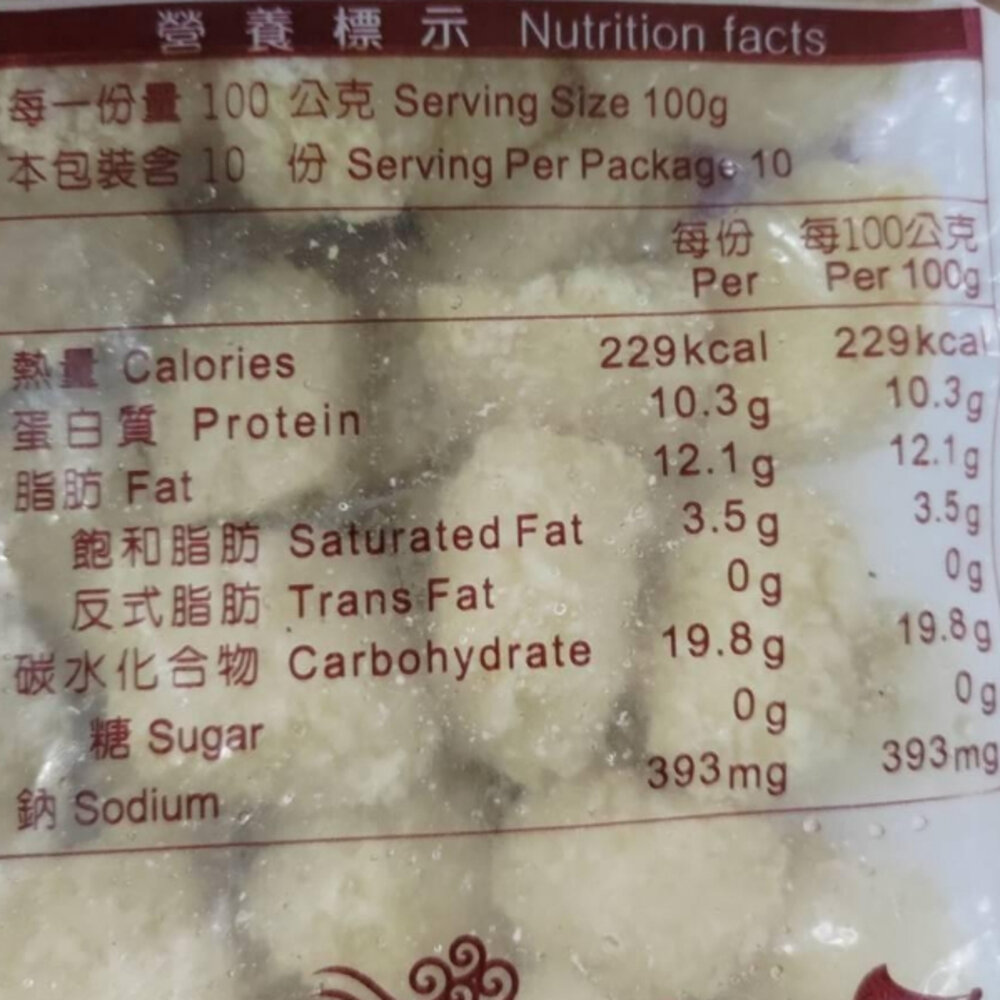 營養標示 Nutrition facts
每一份量 100 公克 Serving Size 100g
本包裝含 10 份 Serving Per Package 10
每份 每100公克
Per Per 100g
熱量 Calories 229kcal 229kcal
蛋白質 Protein 10.3g 10.3g
脂肪 Fat 12.1g 12.1g
飽和脂肪 Saturated Fat 3.5g 3.5g
反式脂肪 Trans Fat 0g 0g
碳水化合物 Carbohydrate 19.8g 19.8g
糖 Sugar 0g 0g
鈉 Sodium 393mg 393mg